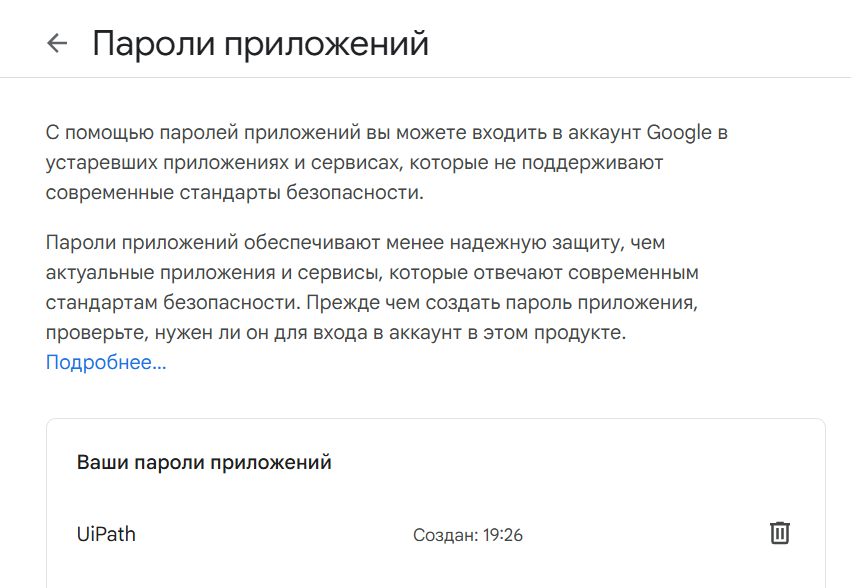 Пароли приложений
С помощью паролей приложений вы можете входить в аккаунт Google в
устаревших приложениях и сервисах, которые не поддерживают
современные стандарты безопасности.
Пароли приложений обеспечивают менее надежную защиту, чем
актуальные приложения и сервисы, которые отвечают современным
стандартам безопасности. Прежде чем создать пароль приложения,
проверьте, нужен ли он для входа в аккаунт в этом продукте.
Подробнее...
Ваши пароли приложений
UiPath Создан: 19:26